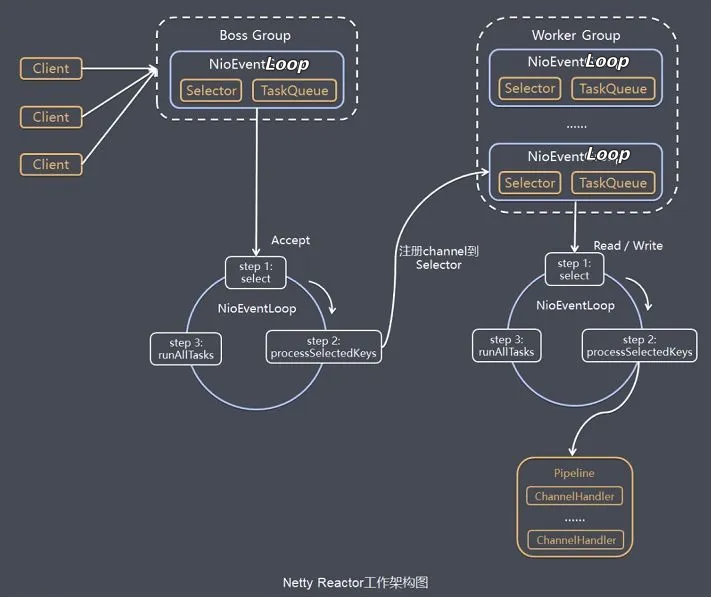 Boss Group
NioEventLoop
Selector
TaskQueue
Client
Client
Client
Accept
step 1:
select
NioEventLoop
step 2:
processSelectedKeys
step 3:
runAllTasks
注册channel到
Selector
Worker Group
NioEventLoop
Selector
TaskQueue
......
NioEventLoop
Selector
TaskQueue
Read / Write
step 1:
select
NioEventLoop
step 2:
processSelectedKeys
step 3:
runAllTasks
Pipeline
ChannelHandler
......
ChannelHandler
Netty Reactor工作架构图